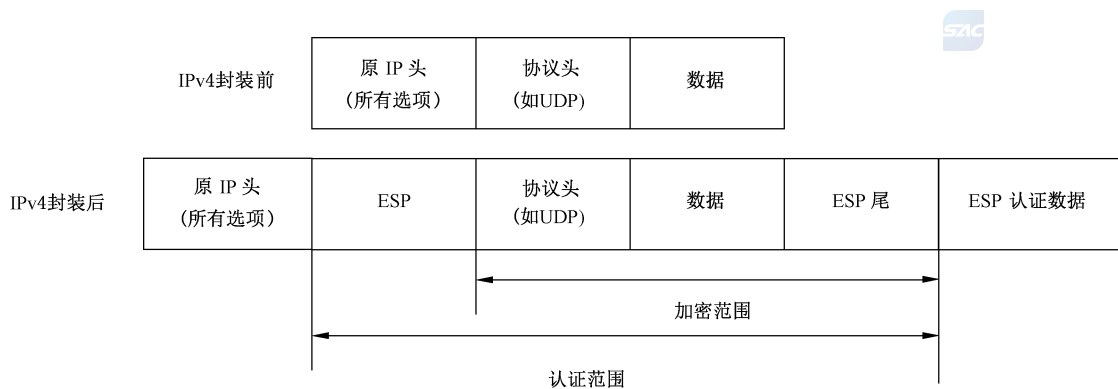 SAC
IPv4封装前
原 IP 头
(所有选项)
协议头
(如UDP)
数据
IPv4封装后
原 IP 头
(所有选项)
ESP
协议头
(如UDP)
数据
ESP 尾
ESP 认证数据
加密范围
认证范围